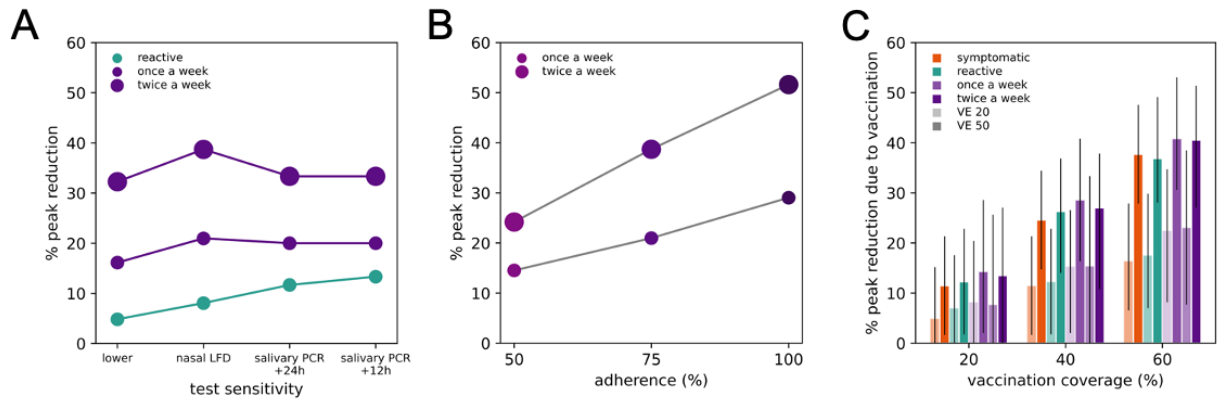 A
60
50
40
30
20
10
0
% peak reduction
reactive
once a week
twice a week
lower
nasal LFD
salivary PCR
+24h
salivary PCR
+12h
test sensitivity
B
60
50
40
30
20
10
0
% peak reduction
once a week
twice a week
50
75
100
adherence (%)
C
60
50
40
30
20
10
0
% peak reduction due to vaccination
symptomatic
reactive
once a week
twice a week
VE 20
VE 50
20
40
60
vaccination coverage (%)